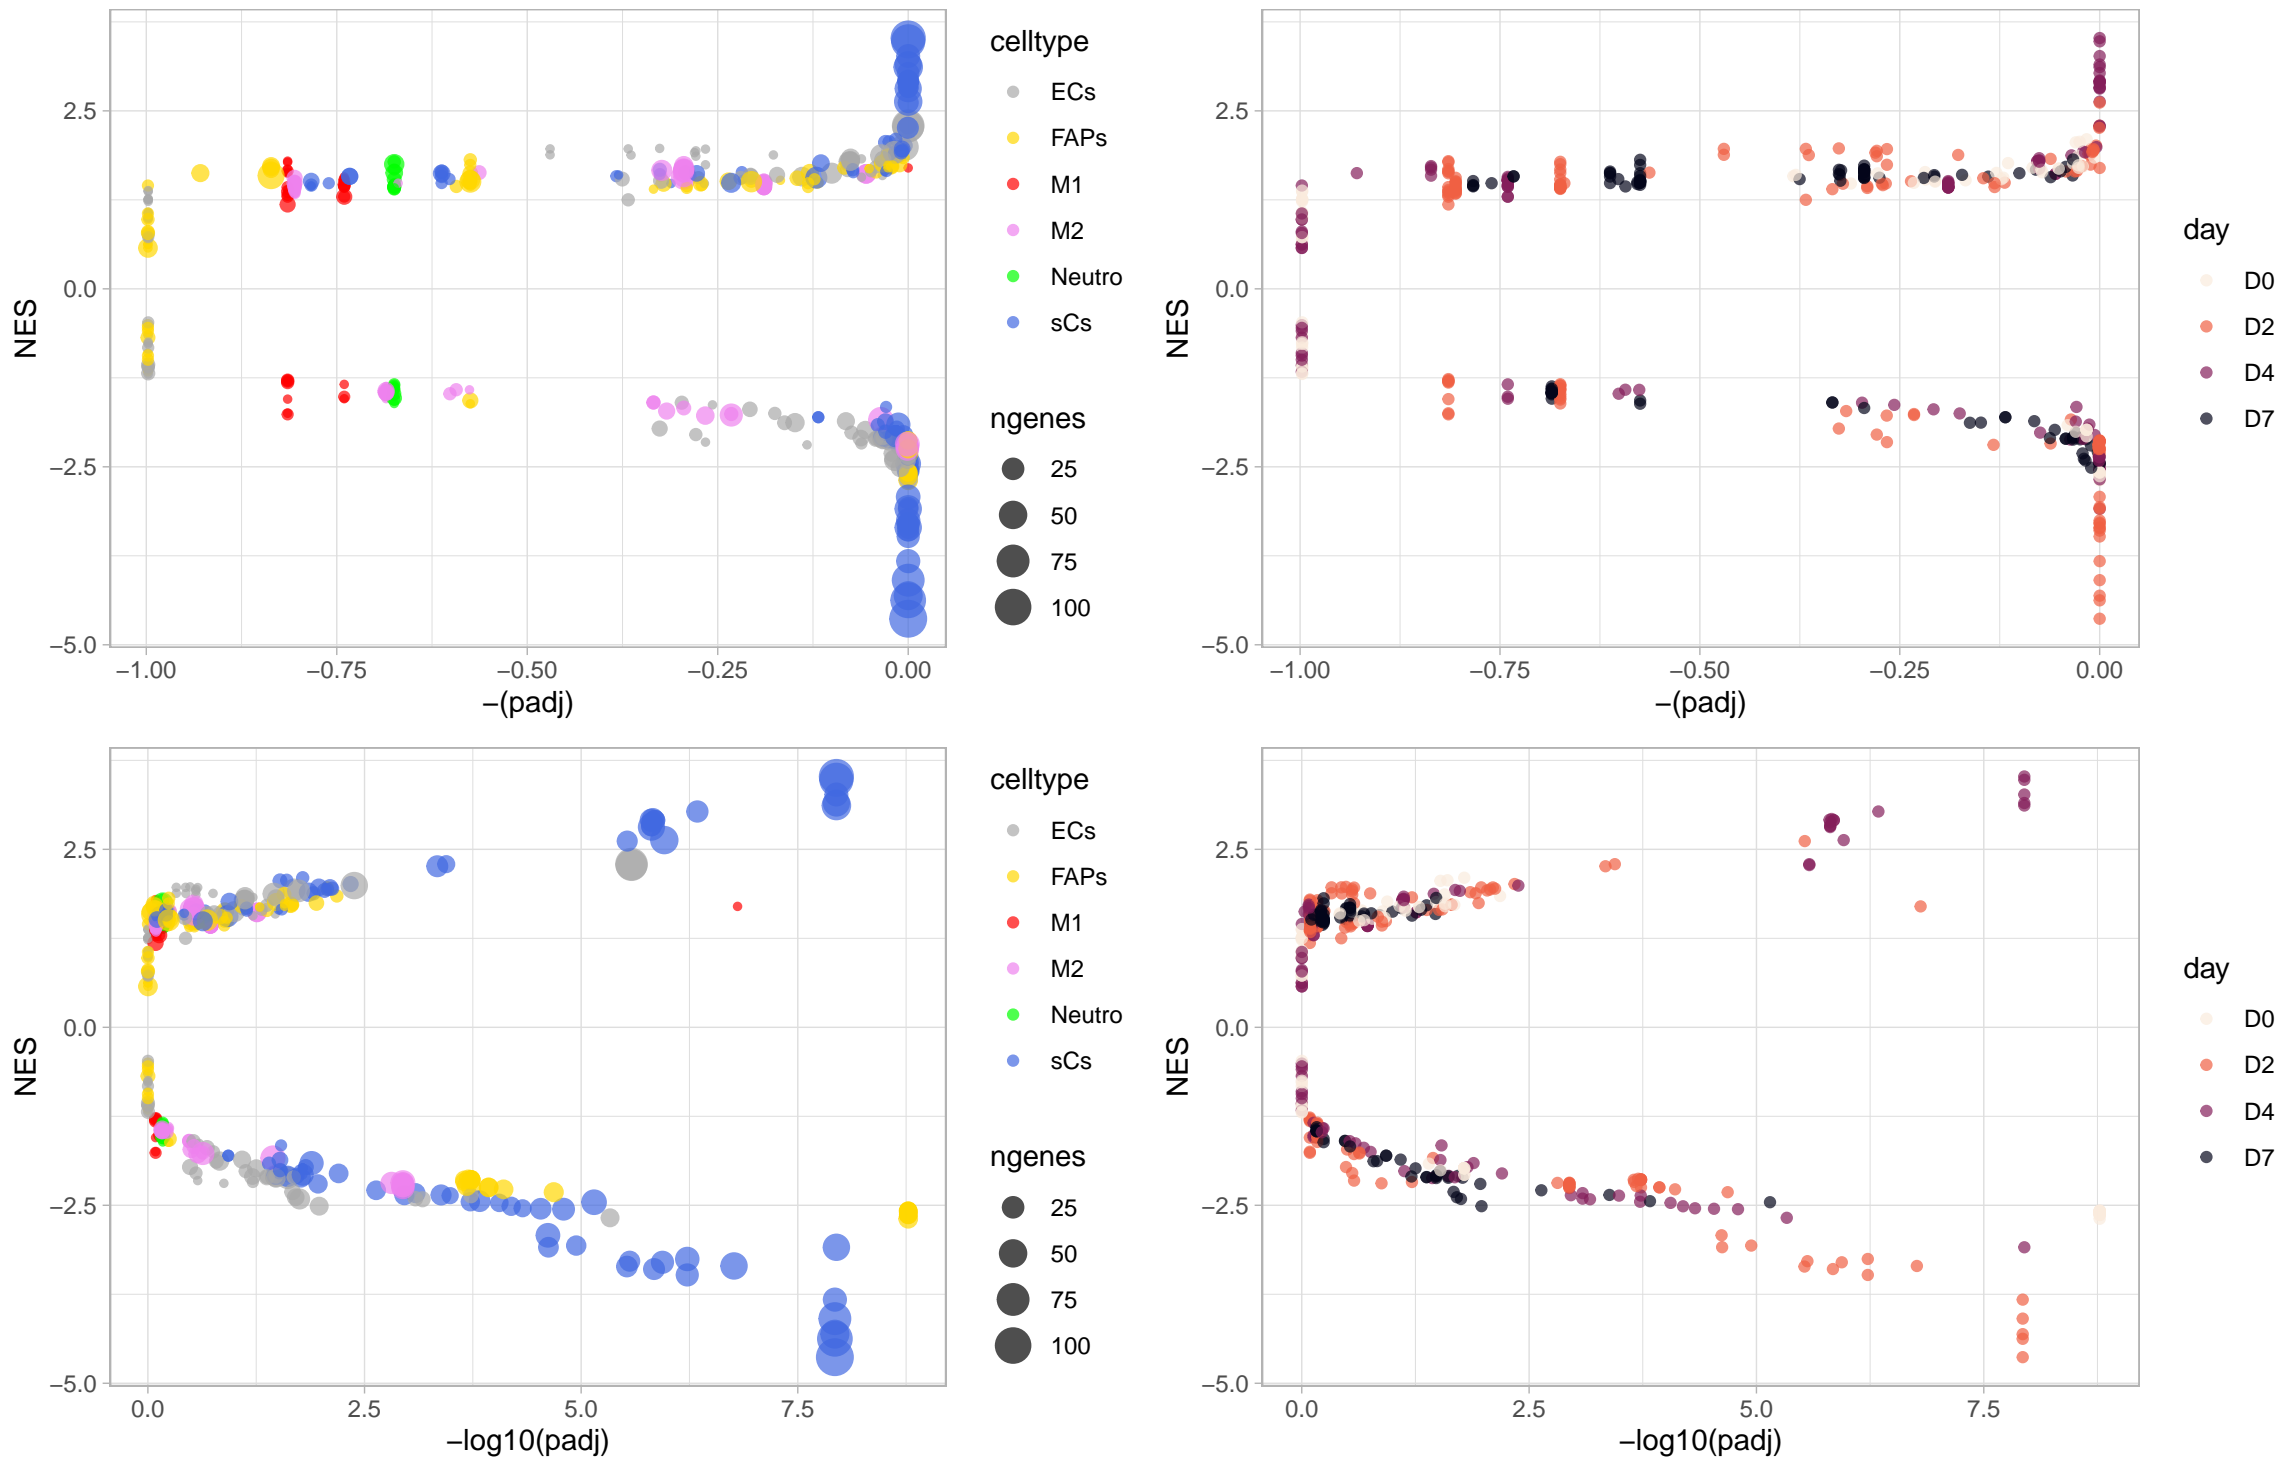 2.5
0.0
−2.5
−5.0
NES
−1.00 −0.75 −0.50 −0.25 0.00
−(padj)
celltype
ECs
FAPs
M1
M2
Neutro
sCs
ngenes
25
50
75
100
2.5
0.0
−2.5
−5.0
NES
−1.00 −0.75 −0.50 −0.25 0.00
−(padj)
day
D0
D2
D4
D7
2.5
0.0
−2.5
−5.0
NES
0.0 2.5 5.0 7.5
−log10(padj)
celltype
ECs
FAPs
M1
M2
Neutro
sCs
ngenes
25
50
75
100
2.5
0.0
−2.5
−5.0
NES
0.0 2.5 5.0 7.5
−log10(padj)
day
D0
D2
D4
D7